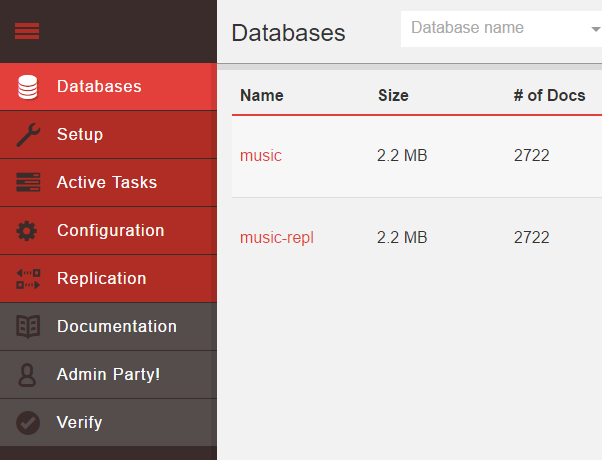 Databases
Database name
Databases
Setup
Active Tasks
Configuration
Replication
Documentation
Admin Party!
Verify
Name Size # of Docs
music 2.2 MB 2722
music-repl 2.2 MB 2722